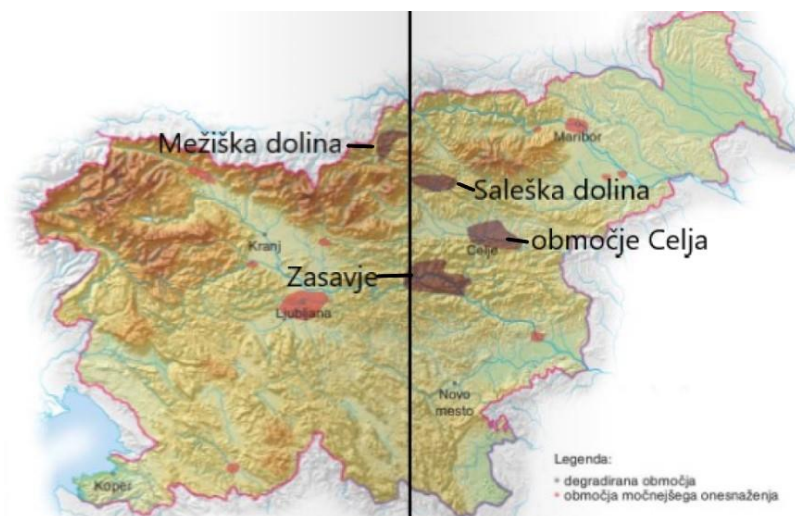 Maribor
Mežiška dolina
Saleška dolina
Kranj
Celje
območje Celja
Zasavje
Ljubljana
Novo
mesto
Koper
Legenda:
degradirana območja
območja močnejšega onesnaženja